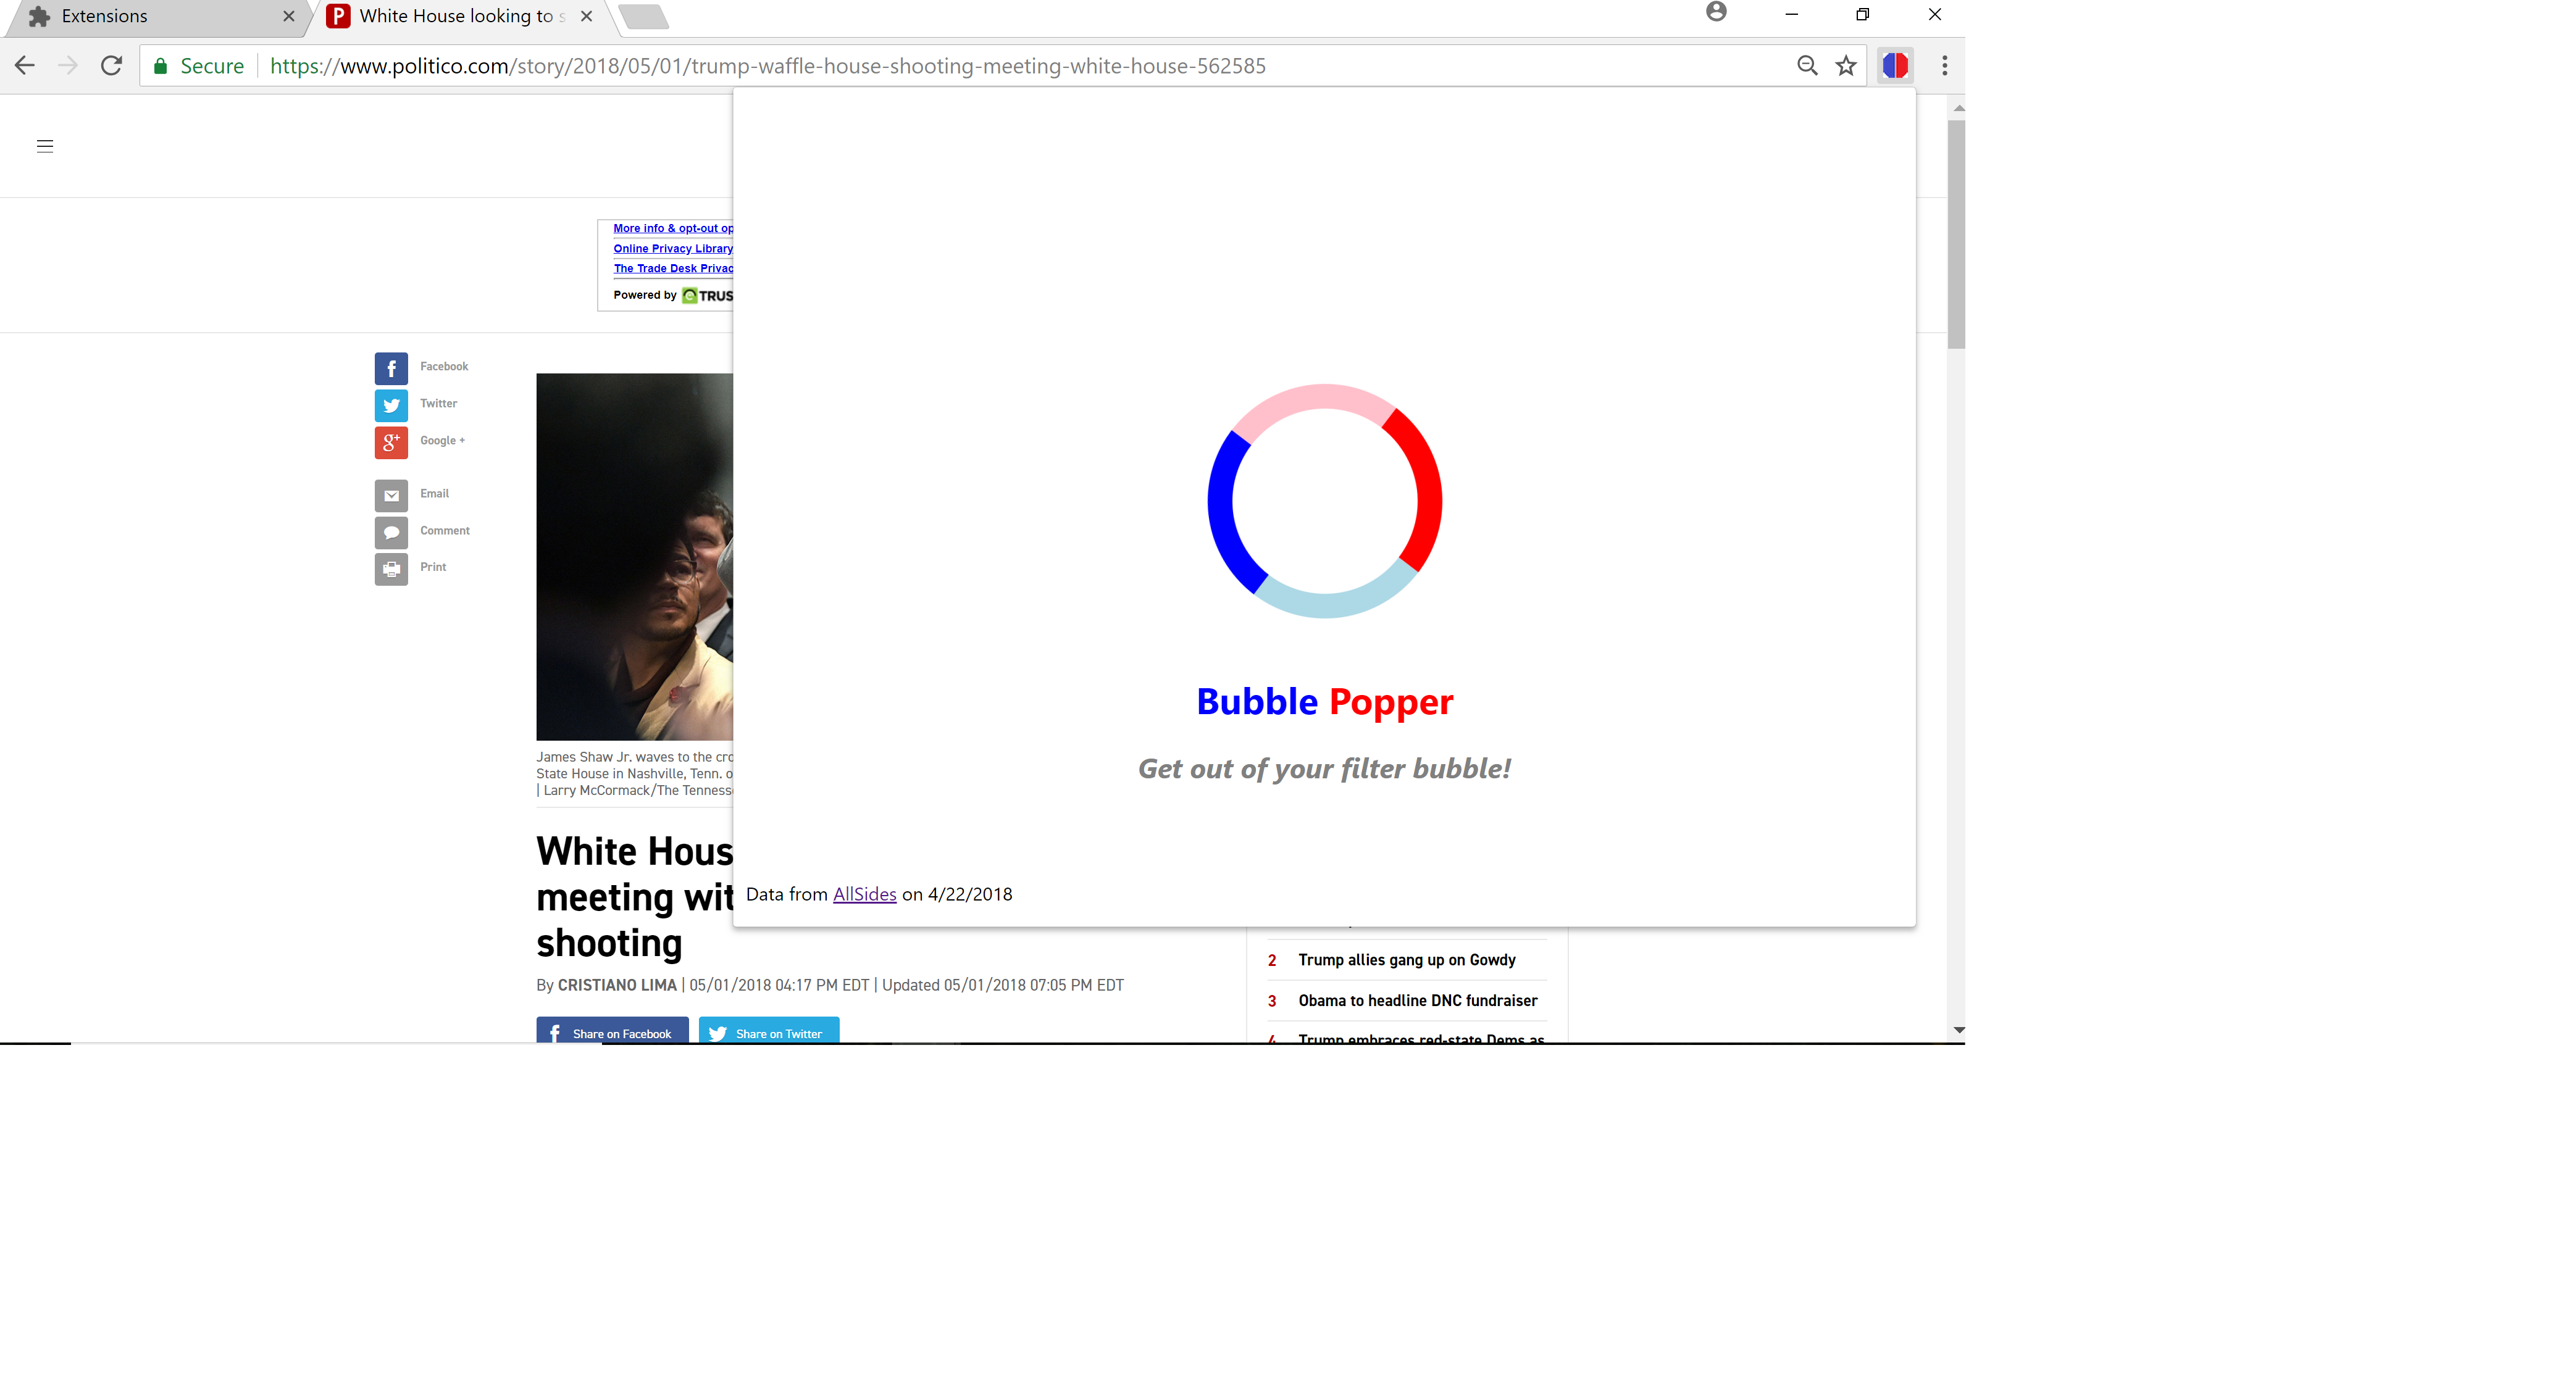 Extensions
White House looking to s
Secure https://www.politico.com/story/2018/05/01/trump-waffle-house-shooting-meeting-white-house-562585
More info & opt-out op
Online Privacy Library
The Trade Desk Privac
Powered by TRUS
Facebook
Twitter
Google +
Email
Comment
Print
Bubble Popper
Get out of your filter bubble!
Data from AllSides on 4/22/2018
James Shaw Jr. waves to the cro
State House in Nashville, Tenn. o
| Larry McCormack/The Tenness
White Hous
meeting wit
shooting
By CRISTIANO LIMA | 05/01/2018 04:17 PM EDT | Updated 05/01/2018 07:05 PM EDT
Share on Facebook
Share on Twitter
2 Trump allies gang up on Gowdy
3 Obama to headline DNC fundraiser
4 Trump embraces red-state Dems as